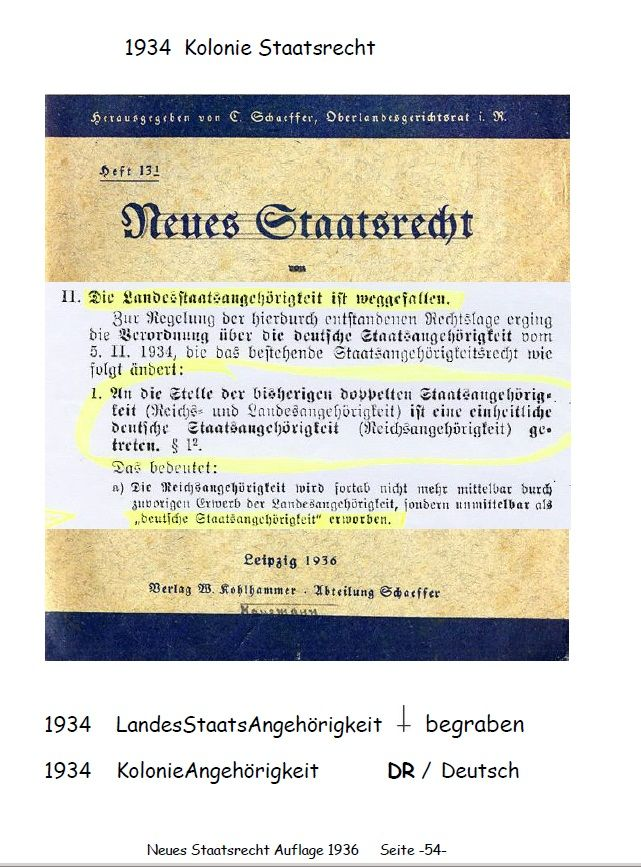 1934 Kolonie Staatsrecht
Herausgegeben von C. Schaeffer, Oberlandesgerichtsrat i. R.
Heft 13¹
Neues Staatsrecht
von
II. Die Landesstaatsangehörigkeit ist weggefallen.
Zur Regelung der hierdurch entstandenen Rechtslage erging
die Verordnung über die deutsche Staatsangehörigkeit vom
5. II. 1934, die das bestehende Staatsangehörigkeitsrecht wie
folgt ändert:
1. An die Stelle der bisherigen doppelten Staatsangehörig-
keit (Reichs- und Landesangehörigkeit) ist eine einheitliche
deutsche Staatsangehörigkeit (Reichsangehörigkeit) ge-
treten. § 1².
Das bedeutet:
a) Die Reichsangehörigkeit wird fortab nicht mehr mittelbar durch
zuvorigen Erwerb der Landesangehörigkeit, sondern unmittelbar als
„deutsche Staatsangehörigkeit" erworben.
Leipzig 1936
Verlag W. Kohlhammer · Abteilung Schaeffer
1934 LandesStaatsAngehörigkeit begraben
1934 KolonieAngehörigkeit DR / Deutsch
Neues Staatsrecht Auflage 1936 Seite -54-